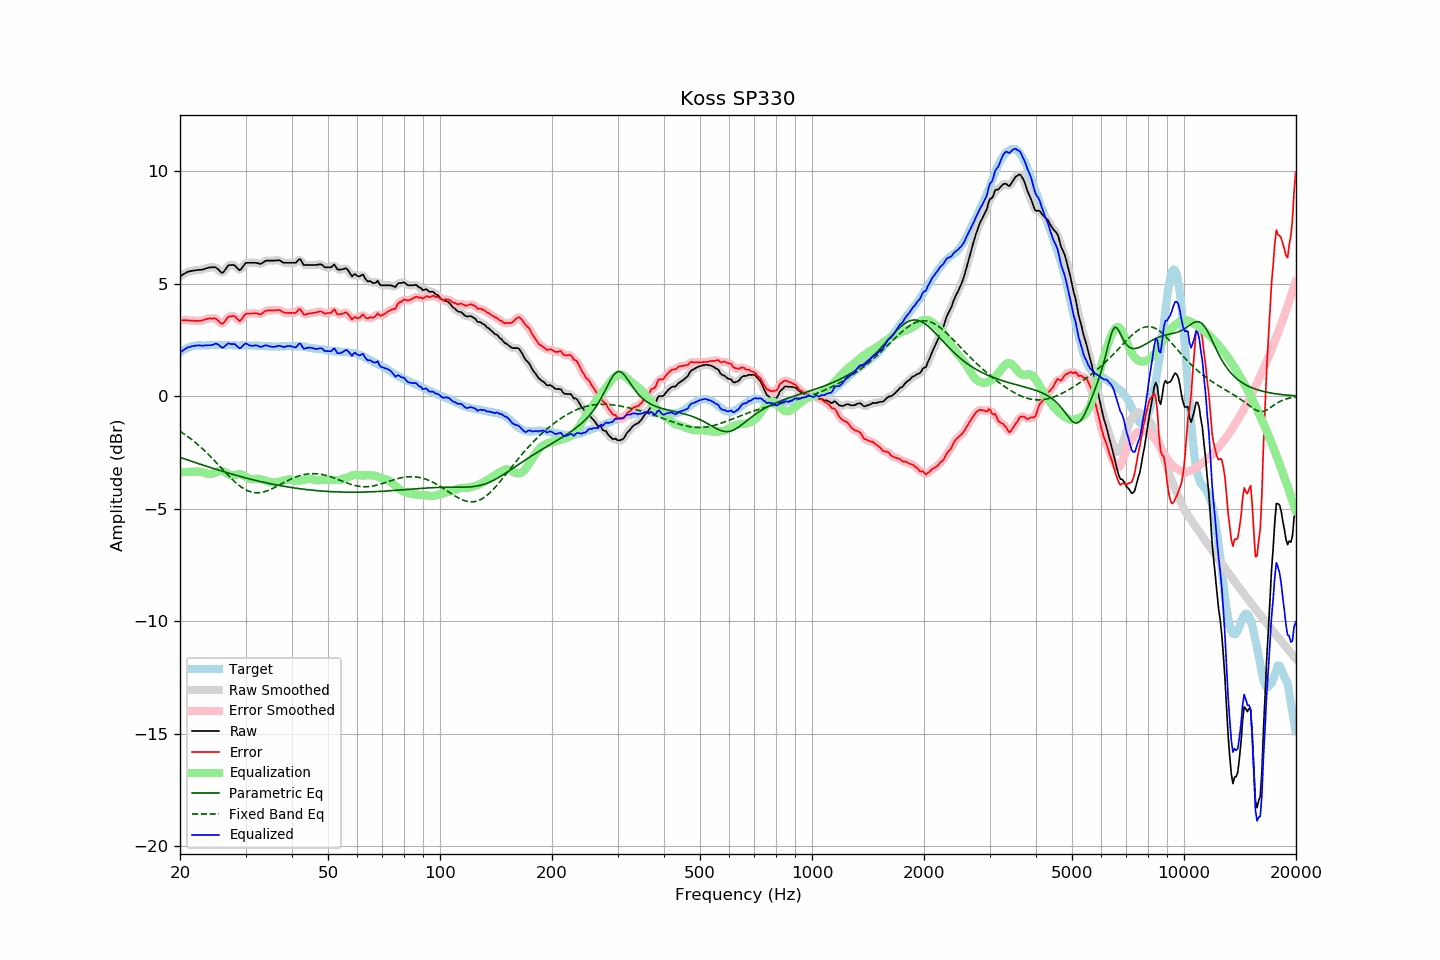 Koss SP330
10
5
0
−5
−10
−15
−20
Amplitude (dBr)
Target
Raw Smoothed
Error Smoothed
Raw
Error
Equalization
Parametric Eq
Fixed Band Eq
Equalized
20 50 100 200 500 1000 2000 5000 10000 20000
Frequency (Hz)